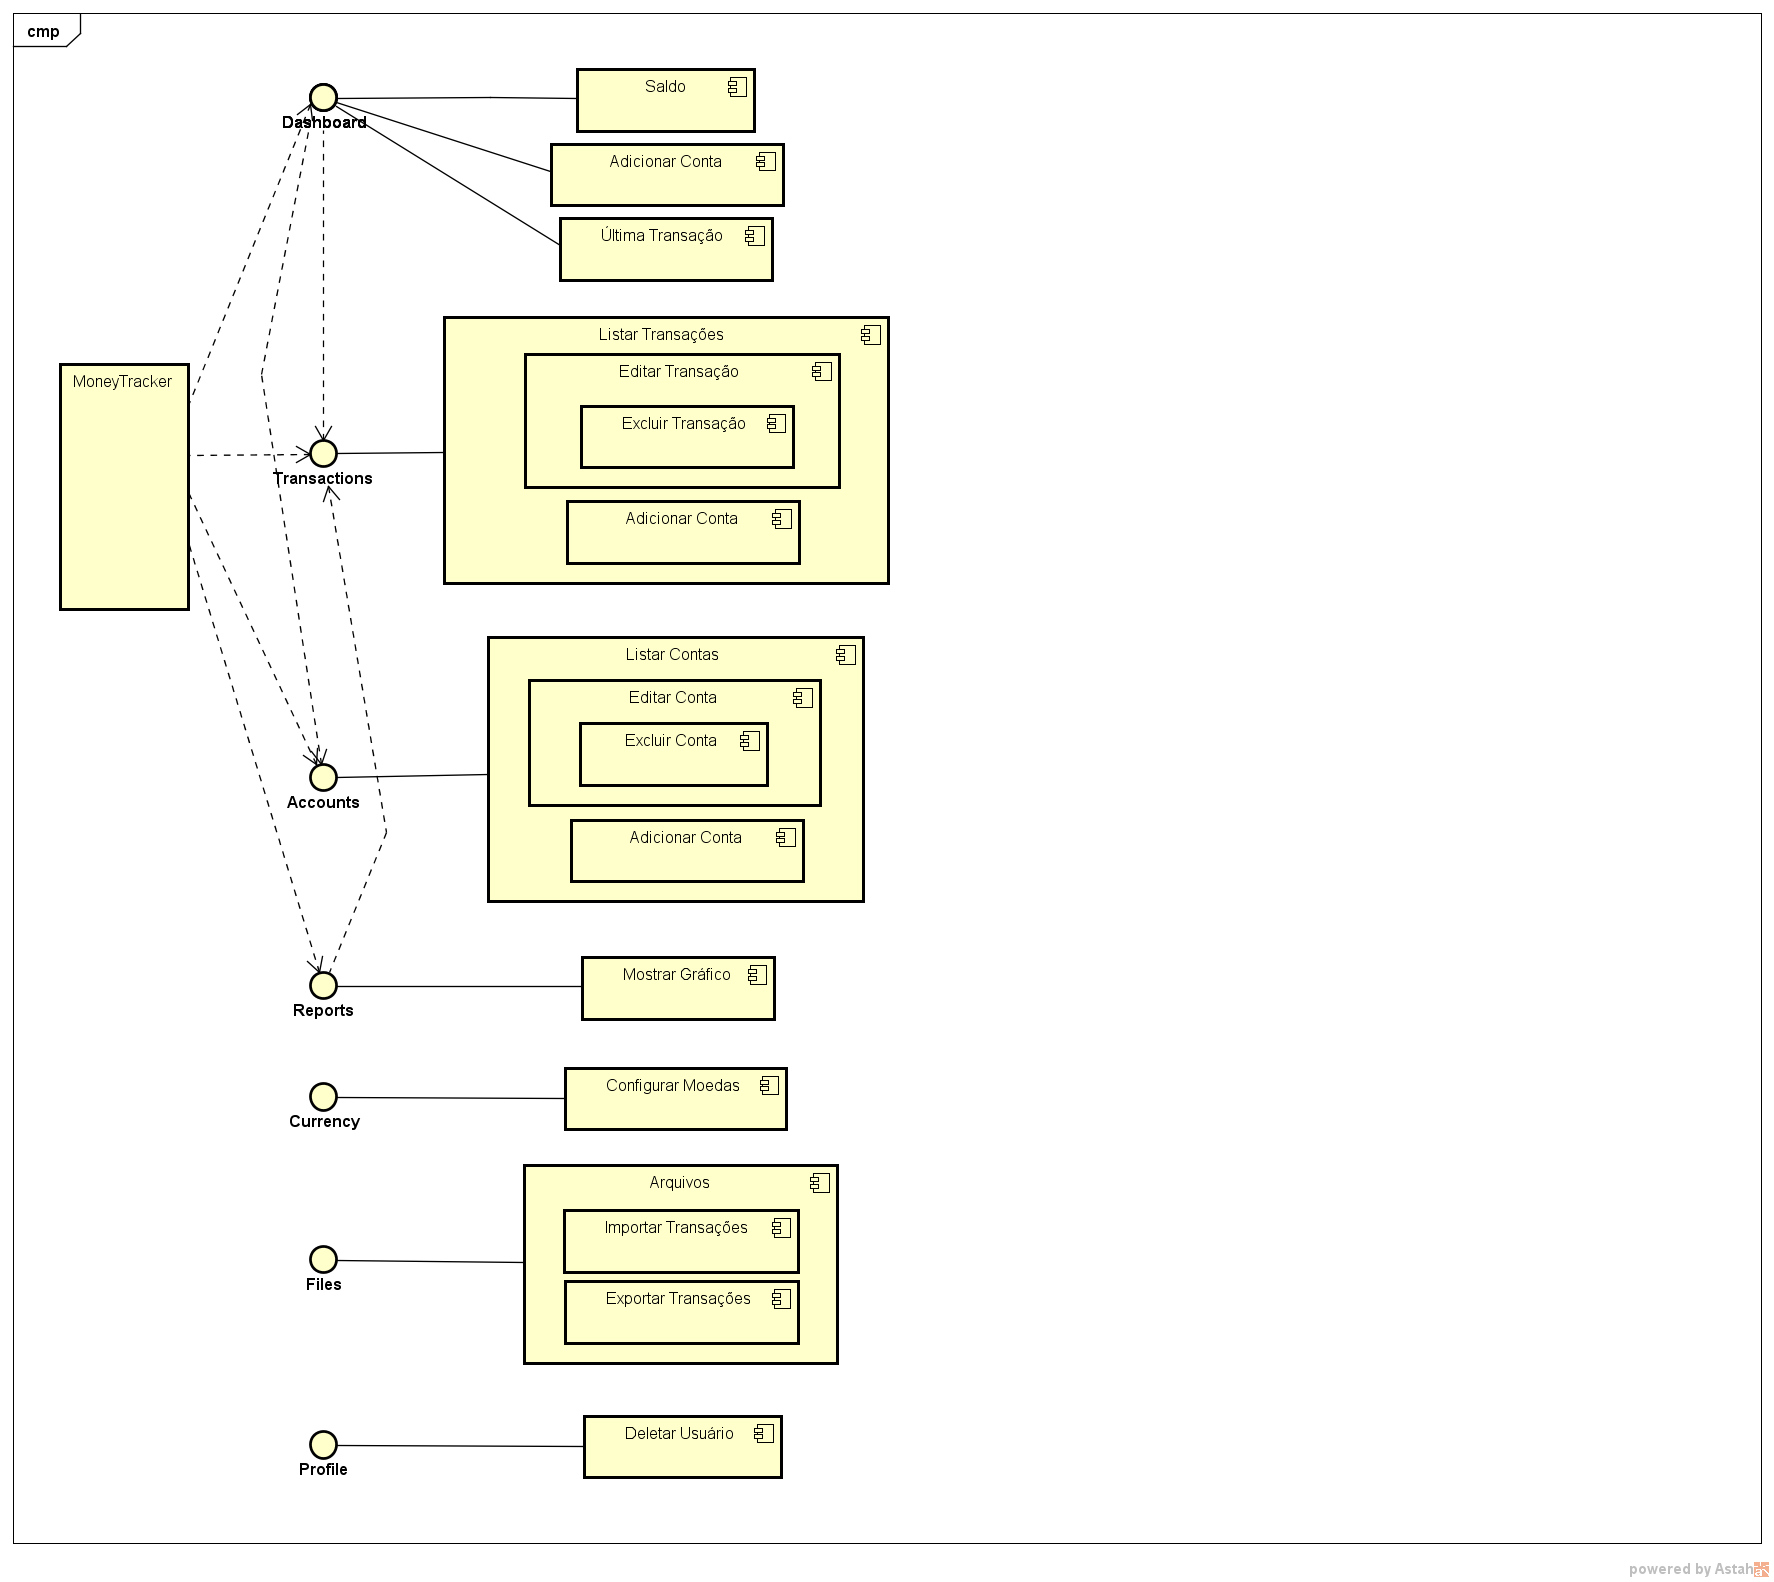 cmp
Dashboard
Saldo
Adicionar Conta
Última Transação
MoneyTracker
Transactions
Listar Transações
Editar Transação
Excluir Transação
Adicionar Conta
Accounts
Listar Contas
Editar Conta
Excluir Conta
Adicionar Conta
Reports
Mostrar Gráfico
Currency
Configurar Moedas
Files
Arquivos
Importar Transações
Exportar Transações
Profile
Deletar Usuário
powered by Astah